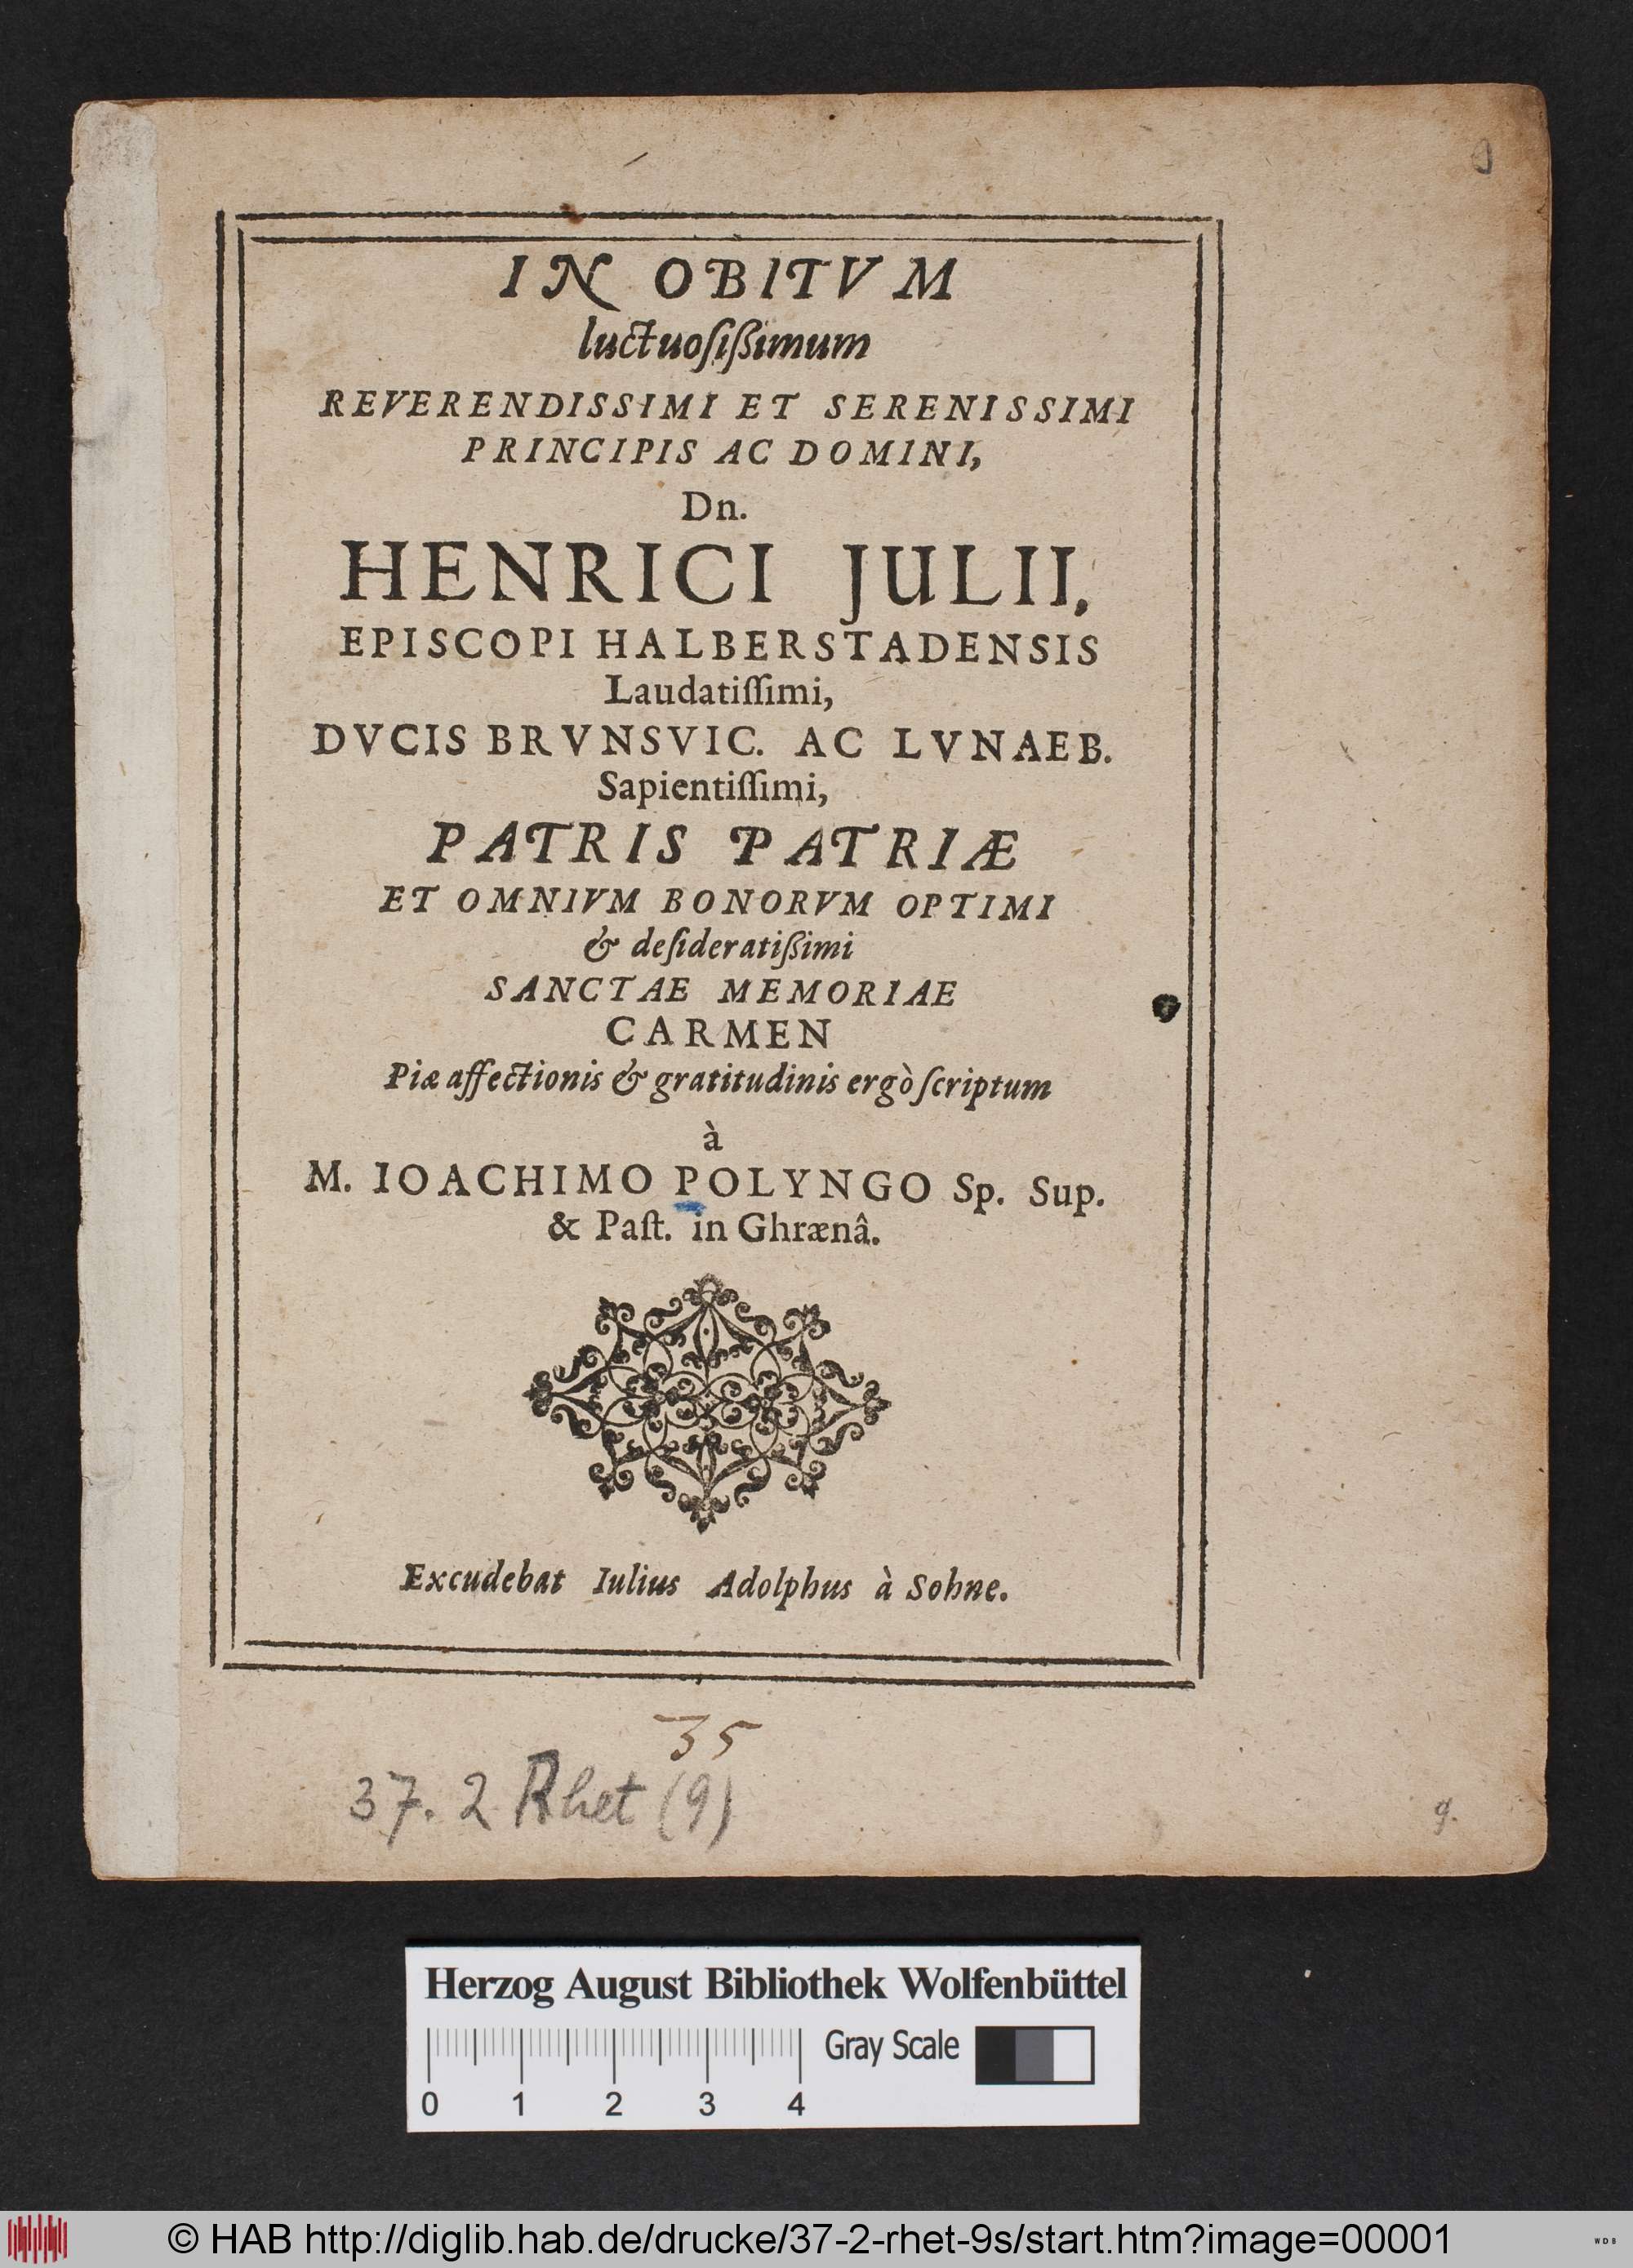 IN OBITVM
luctuosißimum
REVERENDISSIMI ET SERENISSIMI
PRINCIPIS AC DOMINI,
Dn.
HENRICI JULII,
EPISCOPI HALBERSTADENSIS
Laudatiſſimi,
DVCIS BRVNSVIC. AC LVNAEB.
Sapientiſſimi,
PATRIS PATRIÆ
ET OMNIVM BONORVM OPTIMI
& deſideratißimi
SANCTAE MEMORIAE
CARMEN
Piæ affectionis & gratitudinis ergò ſcriptum
à
M. IOACHIMO POLYNGO Sp. Sup.
& Paſt. in Ghrænâ.
Excudebat Iulius Adolphus à Sohne.
35
37. 2 Rhet (9)
9.
Herzog August Bibliothek Wolfenbüttel
Gray Scale
0 1 2 3 4
© HAB http://diglib.hab.de/drucke/37-2-rhet-9s/start.htm?image=00001
WDB